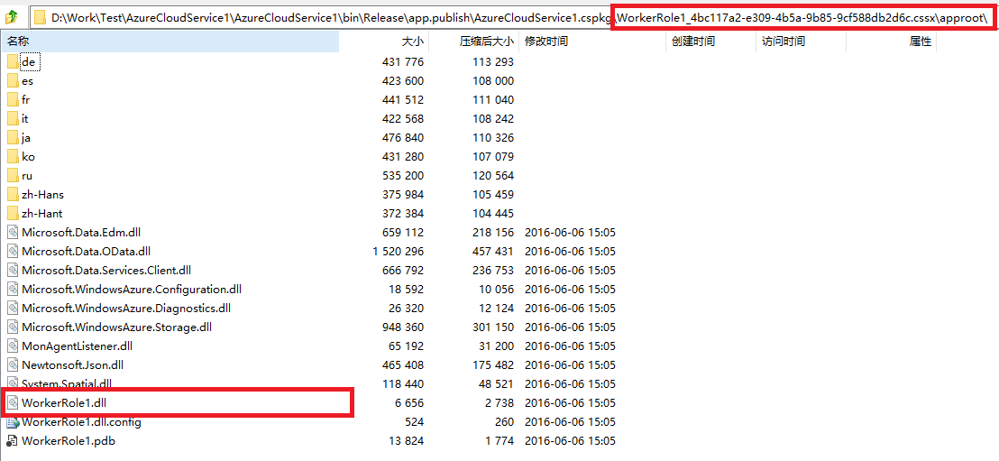 D:\Work\Test\AzureCloudService1\AzureCloudService1\bin\Release\app.publish\AzureCloudService1.cspkg\WorkerRole1_4bc117a2-e309-4b5a-9b85-9cf588db2d6c.cssx\approot\
名称 大小 压缩后大小 修改时间 创建时间 访问时间 属性
de 431 776 113 293
es 423 600 108 000
fr 441 512 111 040
it 422 568 108 242
ja 476 840 110 326
ko 431 280 107 079
ru 535 200 120 564
zh-Hans 375 984 105 459
zh-Hant 372 384 104 445
Microsoft.Data.Edm.dll 659 112 218 156 2016-06-06 15:05
Microsoft.Data.OData.dll 1 520 296 457 431 2016-06-06 15:05
Microsoft.Data.Services.Client.dll 666 792 236 753 2016-06-06 15:05
Microsoft.WindowsAzure.Configuration.dll 18 592 10 056 2016-06-06 15:05
Microsoft.WindowsAzure.Diagnostics.dll 26 320 12 124 2016-06-06 15:05
Microsoft.WindowsAzure.Storage.dll 948 360 301 150 2016-06-06 15:05
MonAgentListener.dll 65 192 31 200 2016-06-06 15:05
Newtonsoft.Json.dll 465 408 175 482 2016-06-06 15:05
System.Spatial.dll 118 440 48 521 2016-06-06 15:05
WorkerRole1.dll 6 656 2 738 2016-06-06 15:05
WorkerRole1.dll.config 524 260 2016-06-06 15:05
WorkerRole1.pdb 13 824 1 774 2016-06-06 15:05